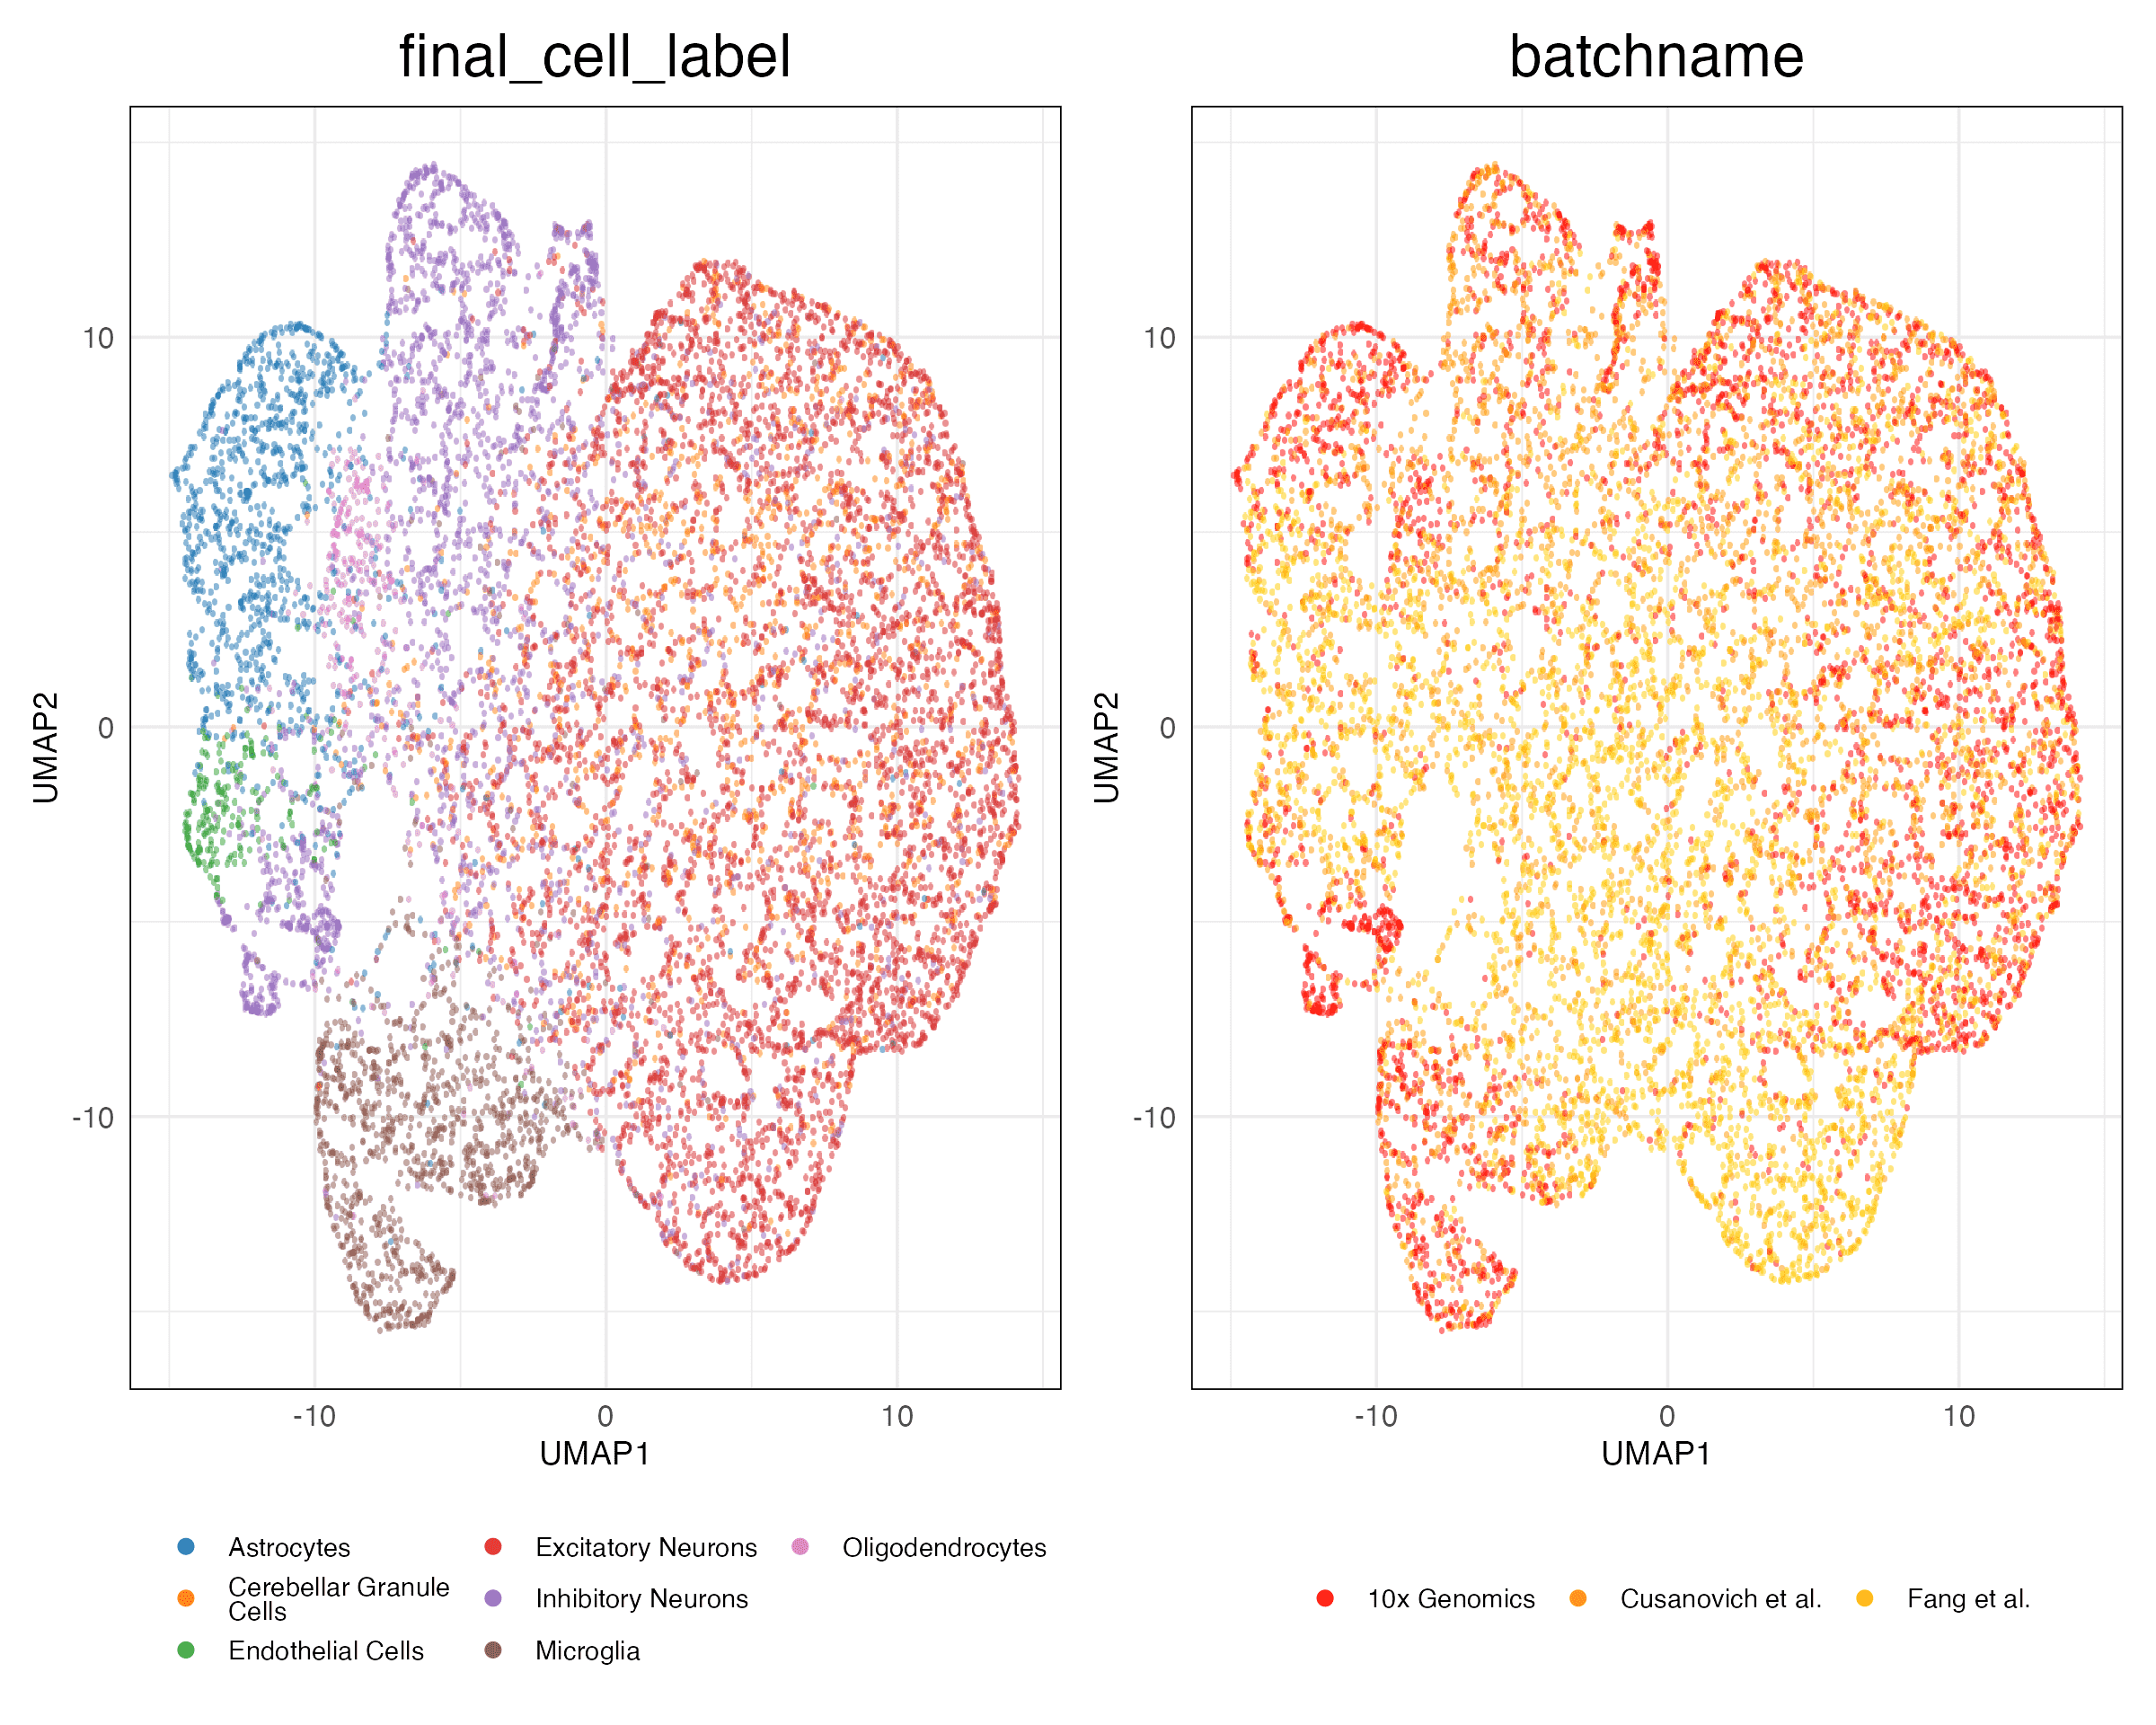 final_cell_label
batchname
UMAP2
10
0
-10
-10
0
10
UMAP1
UMAP2
10
0
-10
-10
0
10
UMAP1
Astrocytes
Cerebellar Granule
Cells
Endothelial Cells
Excitatory Neurons
Inhibitory Neurons
Microglia
Oligodendrocytes
10x Genomics
Cusanovich et al.
Fang et al.